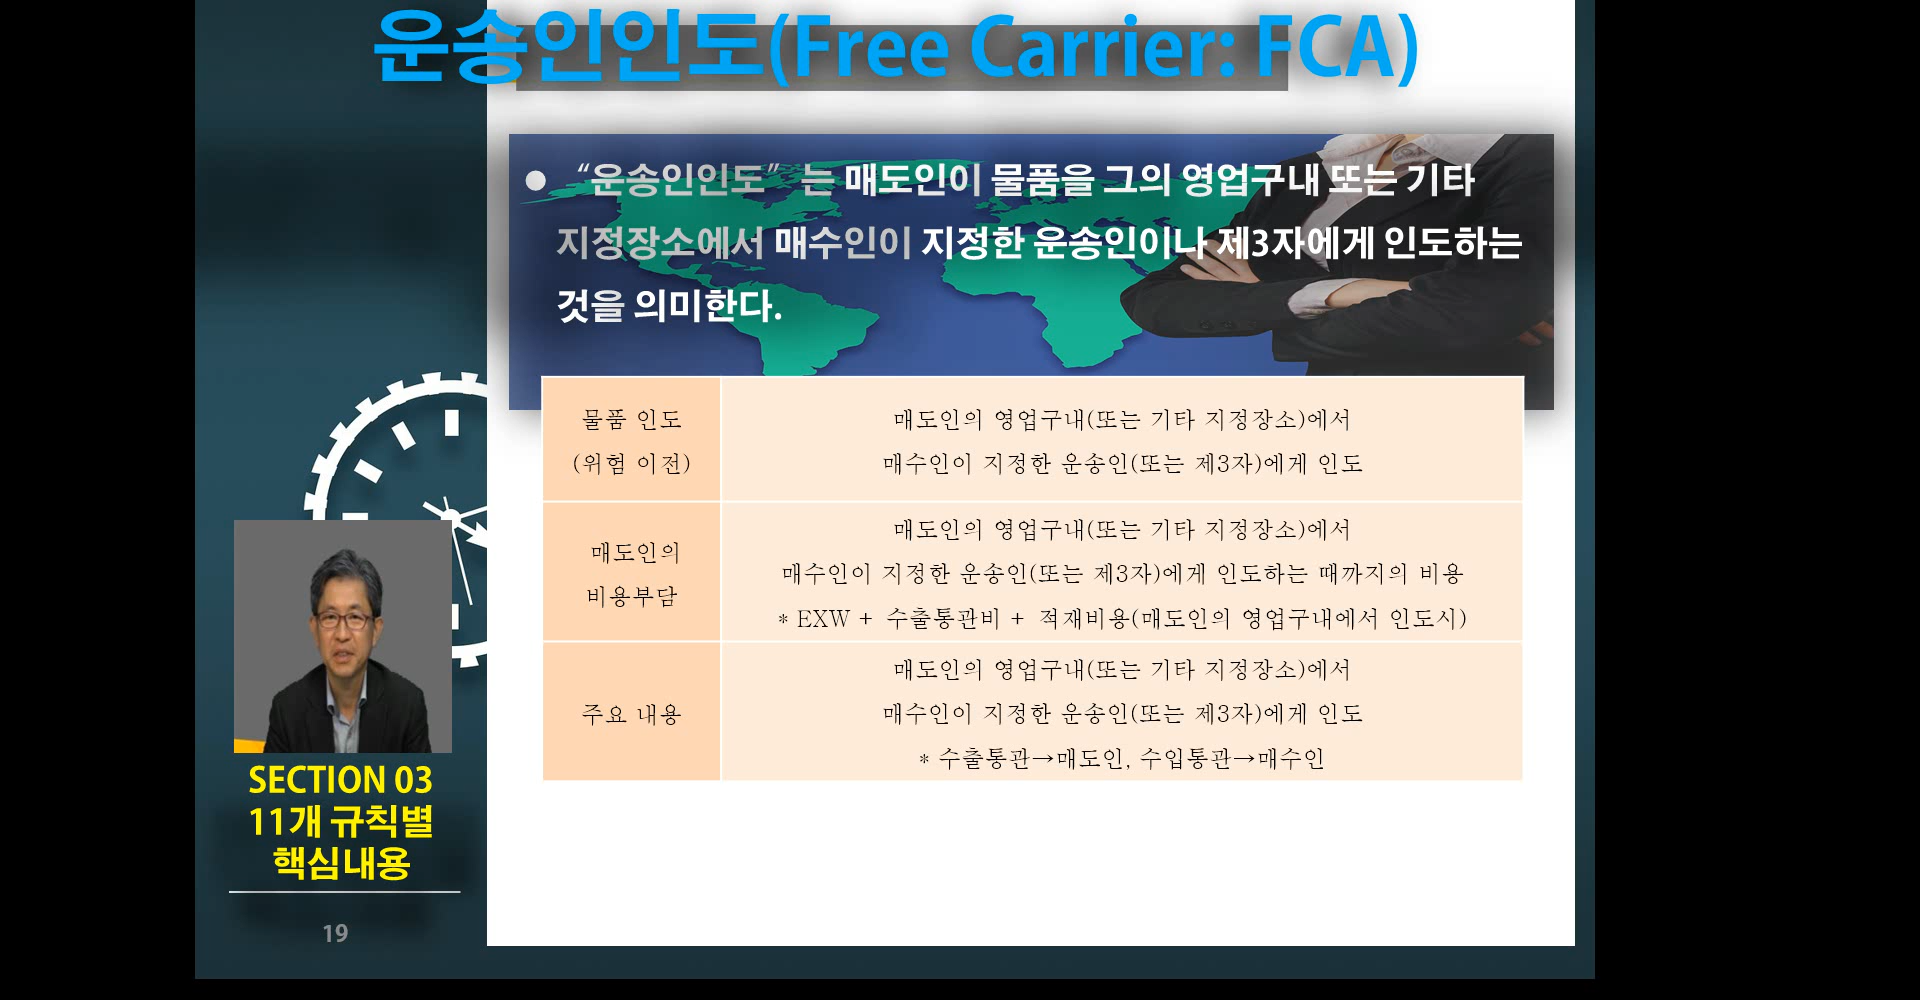 운송인인도(Free Carrier: FCA)
● “운송인인도”는 매도인이 물품을 그의 영업구내 또는 기타
지정장소에서 매수인이 지정한 운송인이나 제3자에게 인도하는
것을 의미한다.
물품 인도
(위험 이전)
매도인의 영업구내(또는 기타 지정장소)에서
매수인이 지정한 운송인(또는 제3자)에게 인도
매도인의
비용부담
매도인의 영업구내(또는 기타 지정장소)에서
매수인이 지정한 운송인(또는 제3자)에게 인도하는 때까지의 비용
* EXW + 수출통관비 + 적재비용(매도인의 영업구내에서 인도시)
주요 내용
매도인의 영업구내(또는 기타 지정장소)에서
매수인이 지정한 운송인(또는 제3자)에게 인도
* 수출통관→매도인, 수입통관→매수인
SECTION 03
11개 규칙별
핵심내용
19